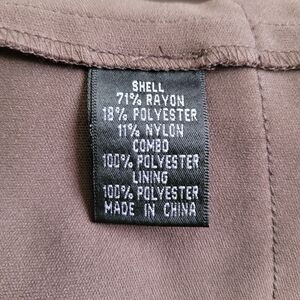 SHELL
71% RAYON
18% POLYESTER
11% NYLON
COMBO
100% POLYESTER
LINING
100% POLYESTER
MADE IN CHINA